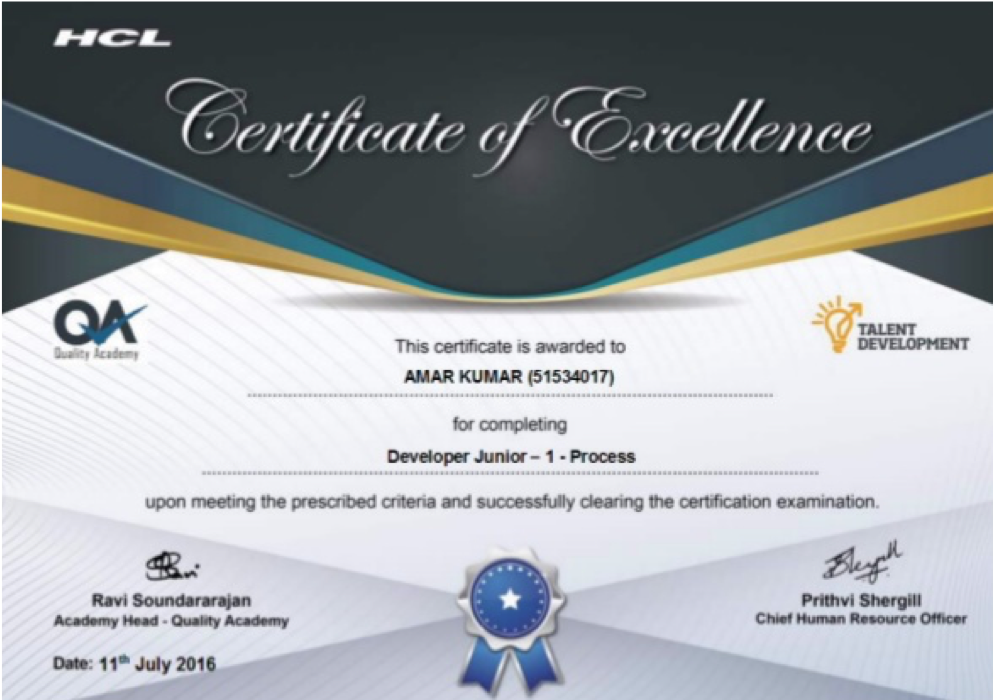 HCL
Certificate of Excellence
QA
Quality Academy
TALENT
DEVELOPMENT
This certificate is awarded to
AMAR KUMAR (51534017)
for completing
Developer Junior – 1 - Process
upon meeting the prescribed criteria and successfully clearing the certification examination.
Ravi Soundararajan
Academy Head - Quality Academy
Prithvi Shergill
Chief Human Resource Officer
Date: 11th July 2016